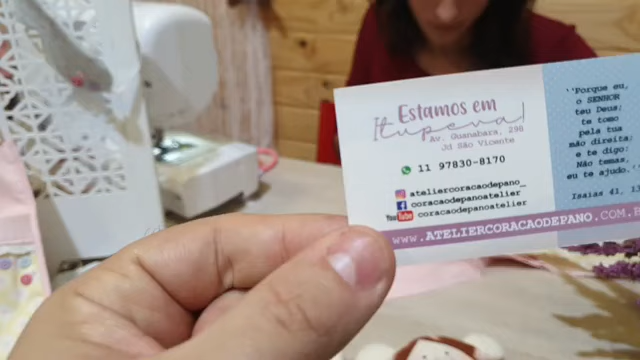 Estamos em
Itupeva!
Av. Guanabara, 298
Jd São Vicente
11 97830-8170
ateliercoracaodepano_
coracaodepanoatelier
YouTube coracaodepanoatelier
www.ATELIERCORACAODEPANO.COM.B
"Porque eu,
o SENHOR
teu Deus;
te tomo
pela tua
mão direita;
e te digo:
Não temas,
eu te ajudo."
Isaías 41, 13